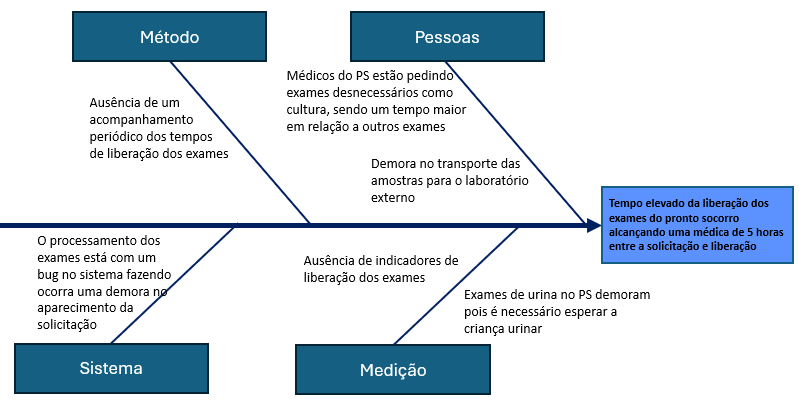 Método
Pessoas
Ausência de um
acompanhamento
periódico dos tempos
de liberação dos exames
Médicos do PS estão pedindo
exames desnecessários como
cultura, sendo um tempo maior
em relação a outros exames
Demora no transporte das
amostras para o laboratório
externo
Tempo elevado da liberação dos
exames do pronto socorro
alcançando uma médica de 5 horas
entre a solicitação e liberação
O processamento dos
exames está com um
bug no sistema fazendo
ocorra uma demora no
aparecimento da
solicitação
Ausência de indicadores de
liberação dos exames
Exames de urina no PS demoram
pois é necessário esperar a
criança urinar
Sistema
Medição